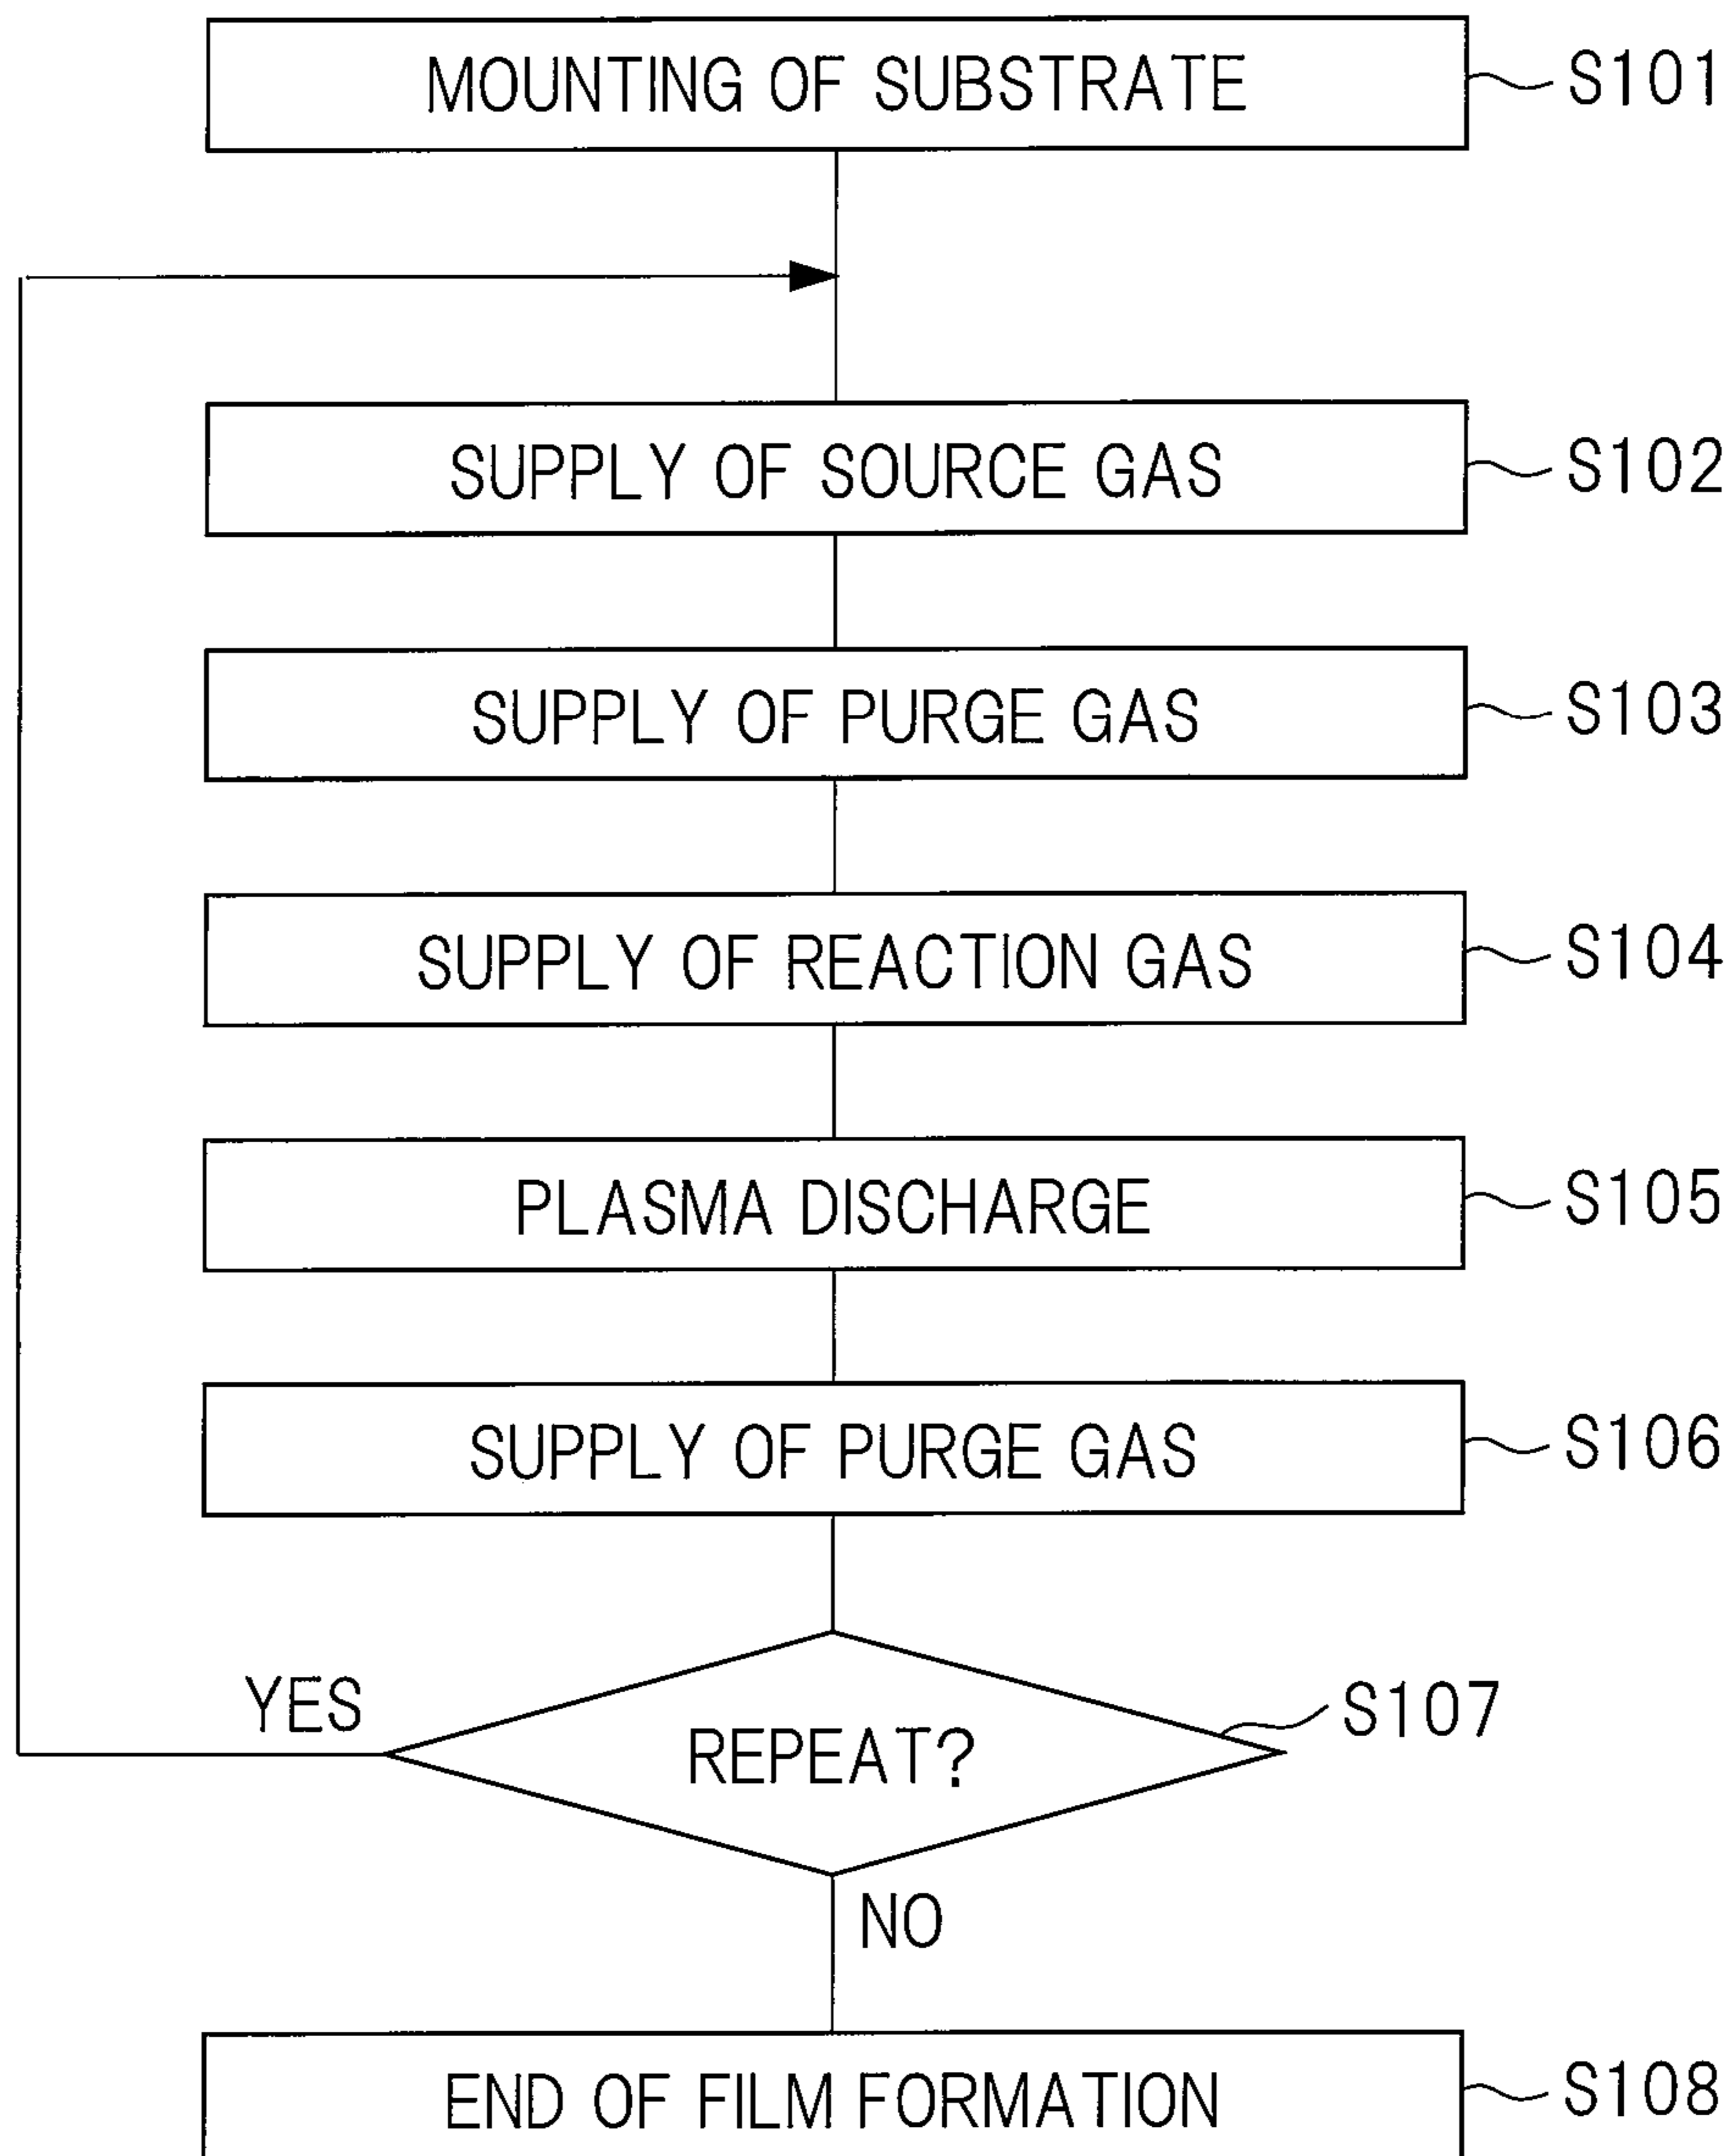 MOUNTING OF SUBSTRATE S101
SUPPLY OF SOURCE GAS S102
SUPPLY OF PURGE GAS S103
SUPPLY OF REACTION GAS S104
PLASMA DISCHARGE S105
SUPPLY OF PURGE GAS S106
YES
REPEAT? S107
NO
END OF FILM FORMATION S108